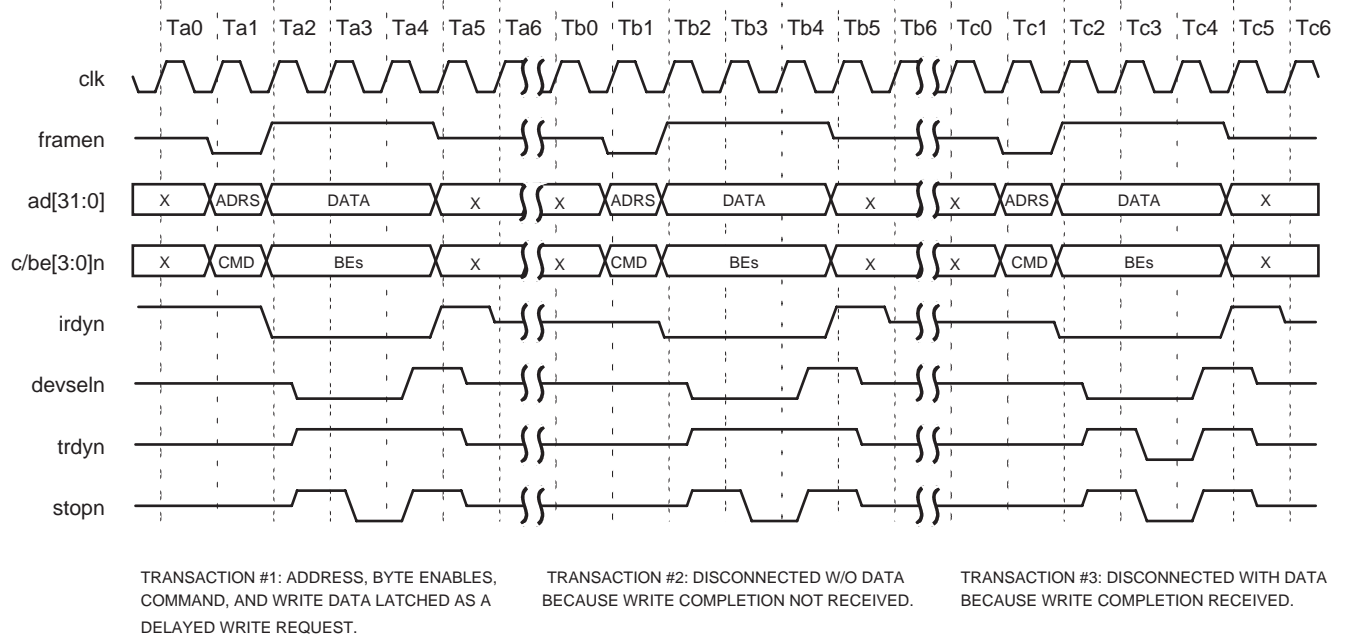 Ta0 Ta1 Ta2 Ta3 Ta4 Ta5 Ta6 Tb0 Tb1 Tb2 Tb3 Tb4 Tb5 Tb6 Tc0 Tc1 Tc2 Tc3 Tc4 Tc5 Tc6
clk
framen
ad[31:0] X ADRS DATA X X ADRS DATA X X ADRS DATA X
c/be[3:0]n X CMD BEs X X CMD BEs X X CMD BEs X
irdyn
devseln
trdyn
stopn
TRANSACTION #1: ADDRESS, BYTE ENABLES,
COMMAND, AND WRITE DATA LATCHED AS A
DELAYED WRITE REQUEST.
TRANSACTION #2: DISCONNECTED W/O DATA
BECAUSE WRITE COMPLETION NOT RECEIVED.
TRANSACTION #3: DISCONNECTED WITH DATA
BECAUSE WRITE COMPLETION RECEIVED.